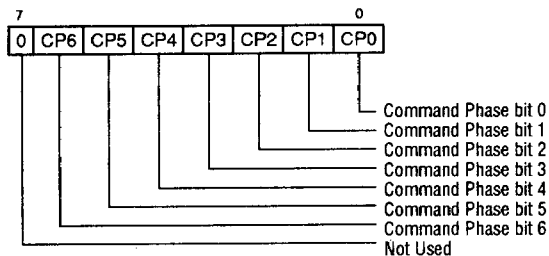 7 0
0 CP6 CP5 CP4 CP3 CP2 CP1 CP0
Command Phase bit 0
Command Phase bit 1
Command Phase bit 2
Command Phase bit 3
Command Phase bit 4
Command Phase bit 5
Command Phase bit 6
Not Used